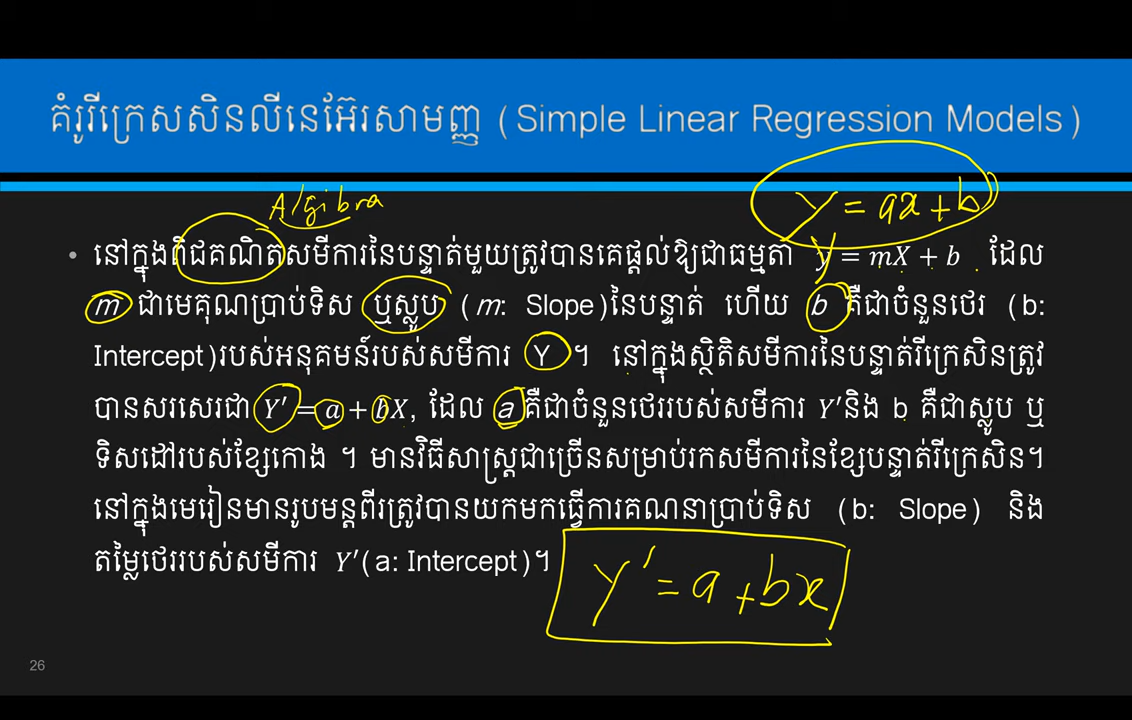 គំរូរីក្រេសសិនលីនេអ៊ែរសាមញ្ញ (Simple Linear Regression Models)
y = ax + b
Algibra
• នៅក្នុងពិជគណិតសមីការនៃបន្ទាត់មួយត្រូវបានគេផ្តល់ឱ្យជាធម្មតា y = mX + b ដែល
m ជាមេគុណប្រាប់ទិស ឬស្លូប (m: Slope)នៃបន្ទាត់ ហើយ b គឺជាចំនួនថេរ (b:
Intercept)របស់អនុគមន៍របស់សមីការ Y ។ នៅក្នុងស្ថិតិសមីការនៃបន្ទាត់រីក្រេសិនត្រូវ
បានសរសេរជា Y′ = a + bX, ដែល a គឺជាចំនួនថេររបស់សមីការ Y′និង b គឺជាស្លូប ឬ
ទិសដៅរបស់ខ្សែកោង ។ មានវិធីសាស្ត្រជាច្រើនសម្រាប់រកសមីការនៃខ្សែបន្ទាត់រីក្រេសិន។
នៅក្នុងមេរៀនមានរូបមន្តពីរត្រូវបានយកមកធ្វើការគណនាប្រាប់ទិស (b: Slope) និង
តម្លៃថេររបស់សមីការ Y′(a: Intercept)។
Y′ = a + bx
26